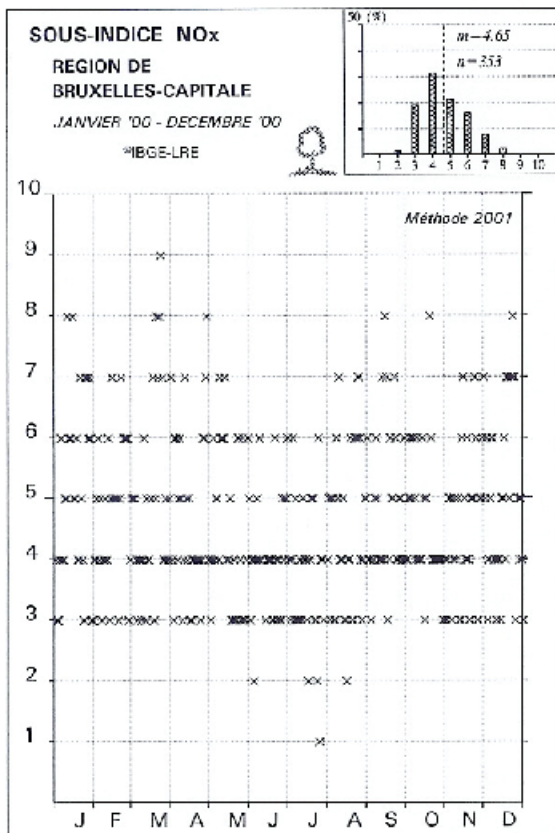 SOUS-INDICE NOx
REGION DE
BRUXELLES-CAPITALE
JANVIER '00 - DECEMBRE '00
IBGE-LRE
50 (%)
m=4.65
n=353
1 2 3 4 5 6 7 8 9 10
Méthode 2001
10
9
8
7
6
5
4
3
2
1
J F M A M J J A S O N D